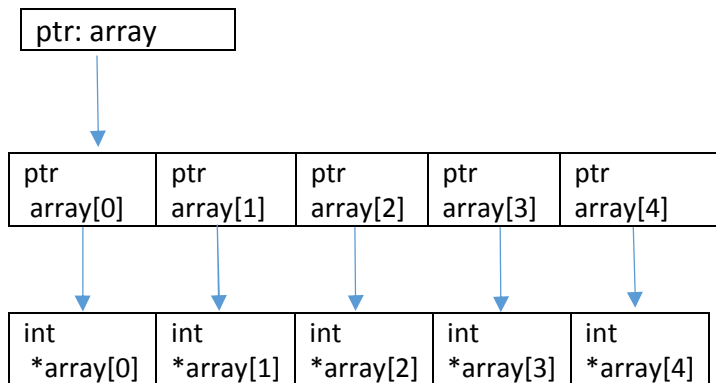 ptr: array
ptr ptr ptr ptr ptr
array[0] array[1] array[2] array[3] array[4]
int int int int int
*array[0] *array[1] *array[2] *array[3] *array[4]